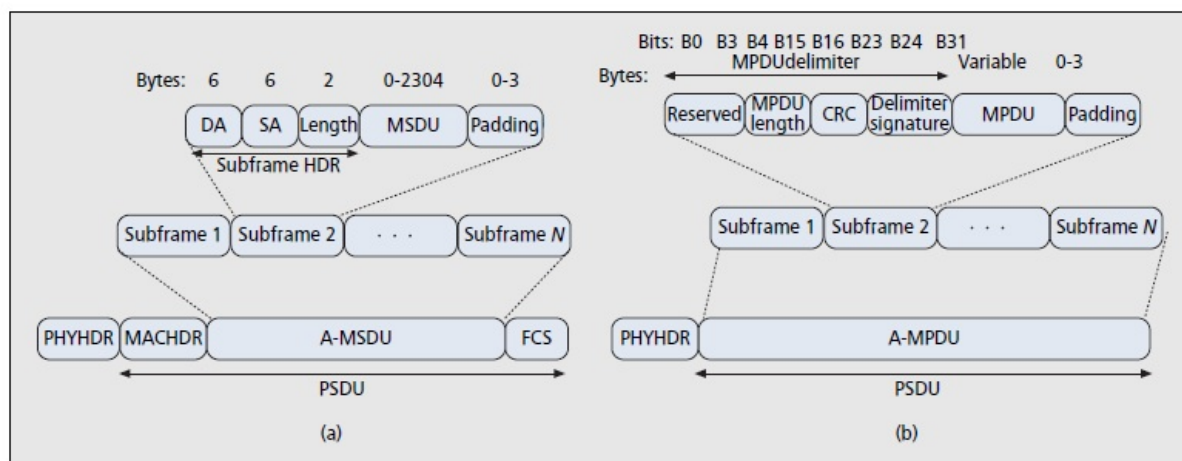 Bytes: 6 6 2 0-2304 0-3
DA SA Length MSDU Padding
Subframe HDR
Subframe 1 Subframe 2 · · · Subframe N
PHYHDR MACHDR A-MSDU FCS
PSDU
(a)
Bits: B0 B3 B4 B15 B16 B23 B24 B31
Bytes: MPDUdelimiter Variable 0-3
Reserved MPDU length CRC Delimiter signature MPDU Padding
Subframe 1 Subframe 2 · · · Subframe N
PHYHDR A-MPDU
PSDU
(b)